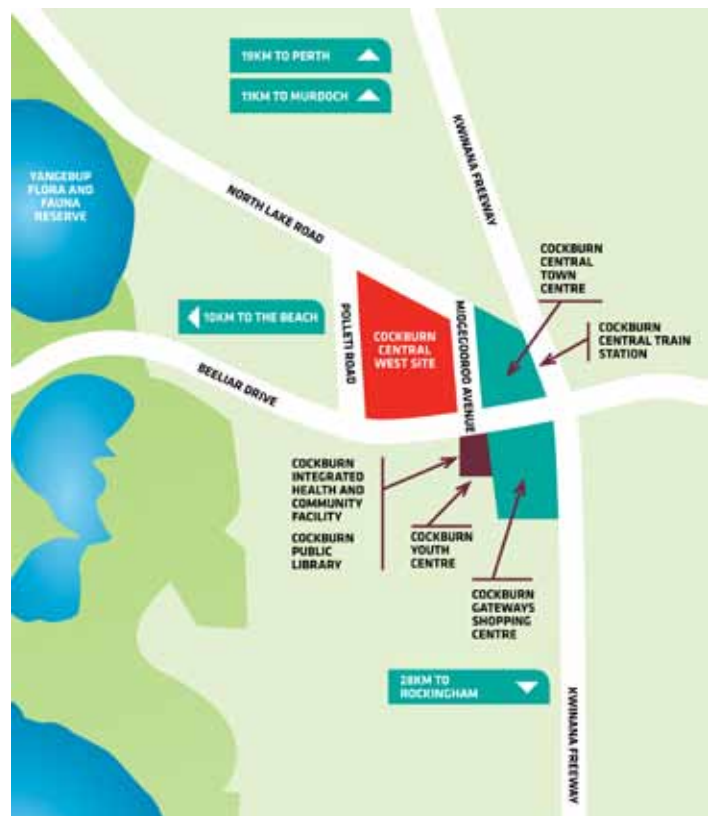 19KM TO PERTH
11KM TO MURDOCH
KWINANA FREEWAY
YANGEBUP
FLORA AND
FAUNA
RESERVE
NORTH LAKE ROAD
COCKBURN
CENTRAL
TOWN
CENTRE
10KM TO THE BEACH
POLLETI ROAD
COCKBURN
CENTRAL
WEST SITE
MIDGEGOOROO AVENUE
COCKBURN
CENTRAL TRAIN
STATION
BEELIAR DRIVE
COCKBURN
INTEGRATED
HEALTH AND
COMMUNITY
FACILITY
COCKBURN
PUBLIC
LIBRARY
COCKBURN
YOUTH
CENTRE
COCKBURN
GATEWAYS
SHOPPING
CENTRE
28KM TO
ROCKINGHAM
KWINANA FREEWAY